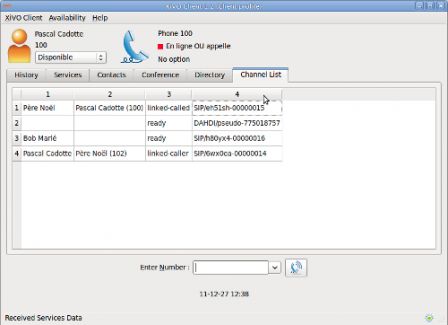 XiVO Client 1.2 (client profile)
XiVO Client Availability Help
Pascal Cadotte
100
Disponible
Phone 100
En ligne OU appelle
No option
History Services Contacts Conference Directory Channel List
1 2 3 4
1 Père Noël Pascal Cadotte (100) linked-called SIP/eh51sh-00000015
2 ready DAHDI/pseudo-775018757
3 Bob Marlé ready SIP/h80yx4-00000016
4 Pascal Cadotte Père Noël (102) linked-caller SIP/6wx0ea-00000014
Enter Number :
11-12-27 12:38
Received Services Data